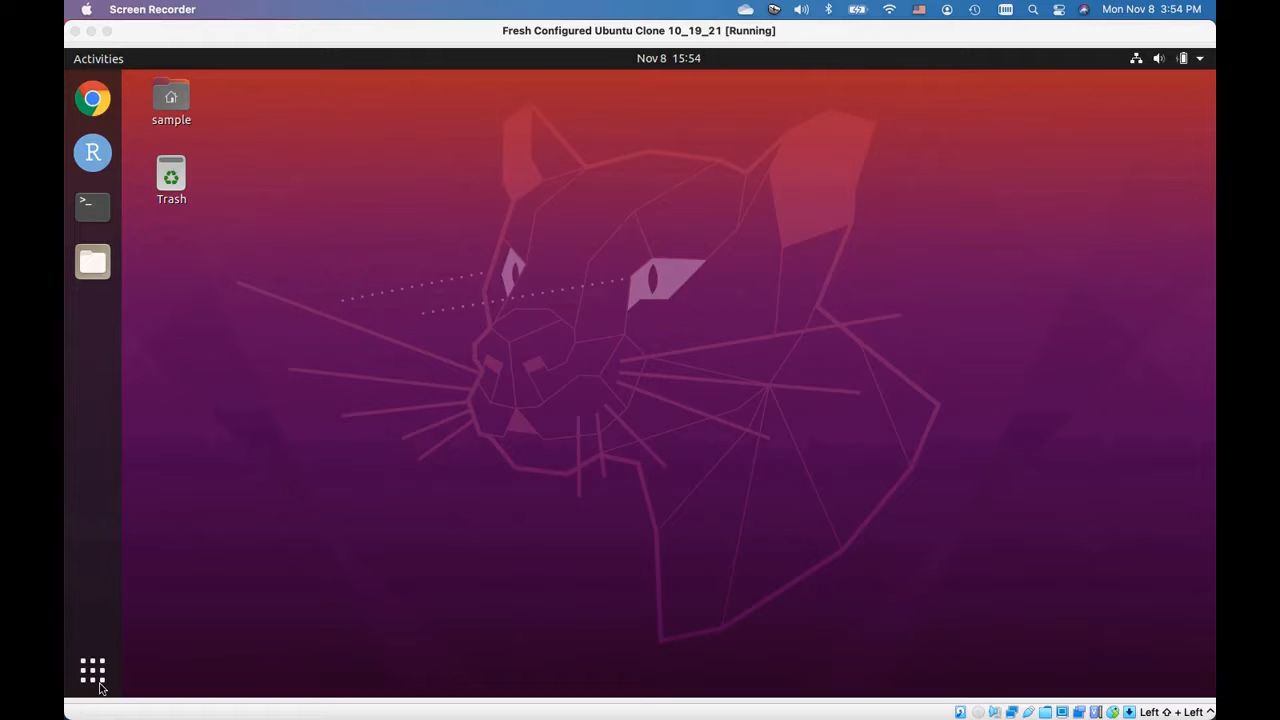 Screen Recorder
Mon Nov 8 3:54 PM
Fresh Configured Ubuntu Clone 10_19_21 [Running]
Activities
Nov 8 15:54
sample
R
>_
Trash
Left ⇧ + Left ^